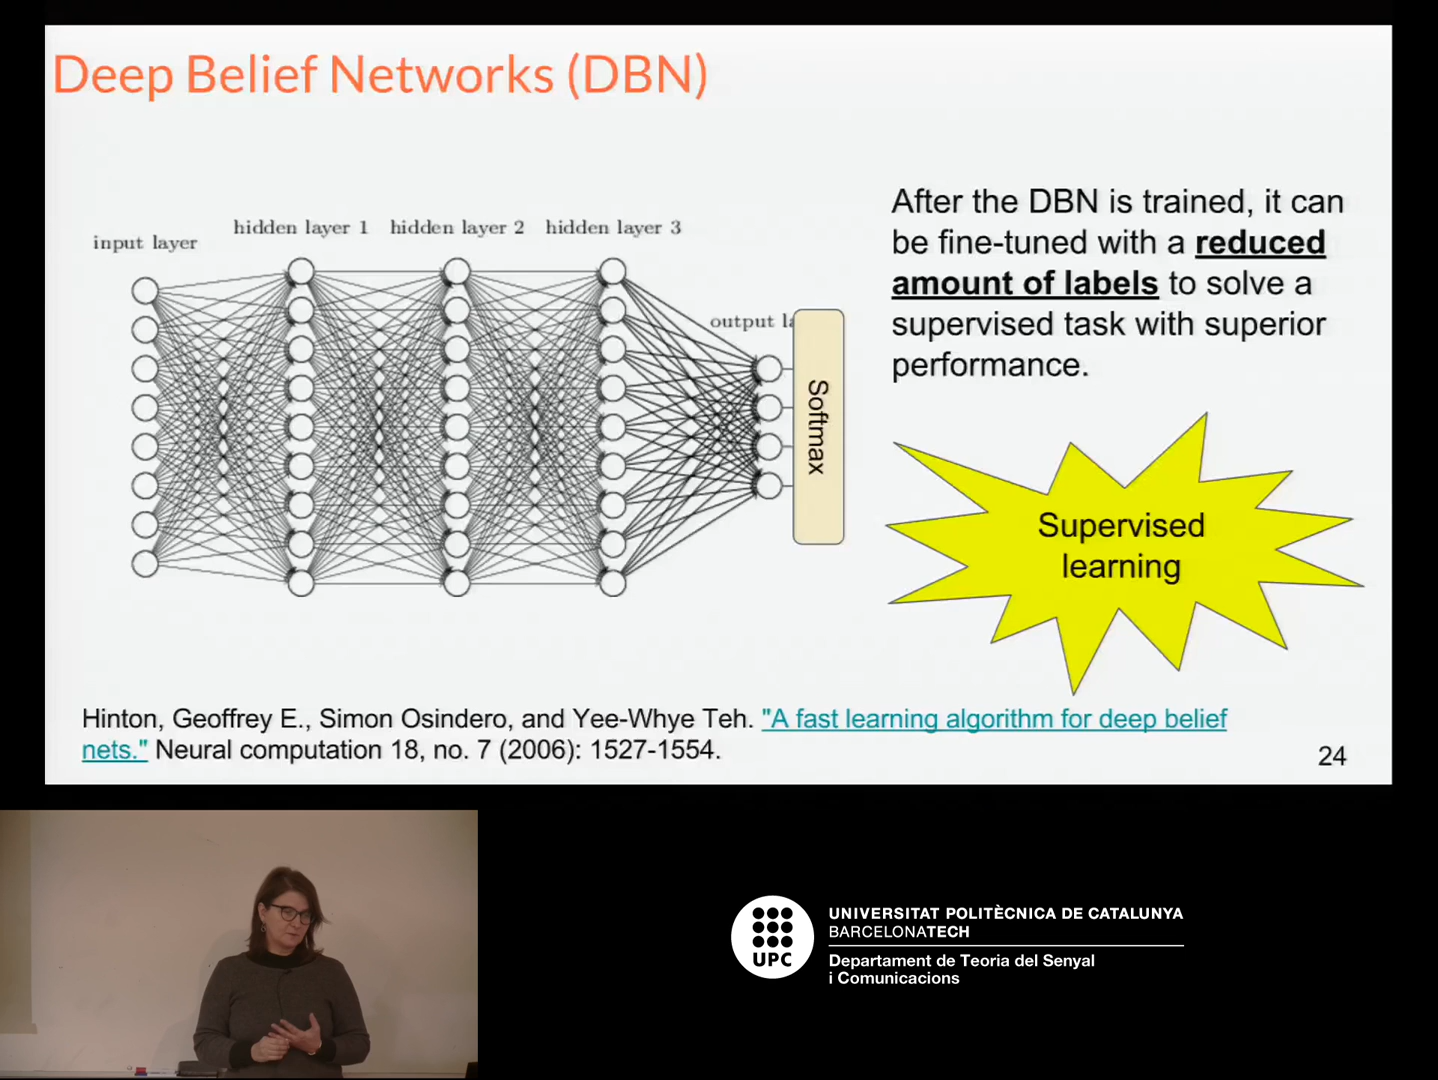 Deep Belief Networks (DBN)
input layer
hidden layer 1
hidden layer 2
hidden layer 3
output la
Softmax
After the DBN is trained, it can
be fine-tuned with a reduced
amount of labels to solve a
supervised task with superior
performance.
Supervised
learning
Hinton, Geoffrey E., Simon Osindero, and Yee-Whye Teh. "A fast learning algorithm for deep belief
nets." Neural computation 18, no. 7 (2006): 1527-1554.
24
UPC
UNIVERSITAT POLITÈCNICA DE CATALUNYA
BARCELONATECH
Departament de Teoria del Senyal
i Comunicacions